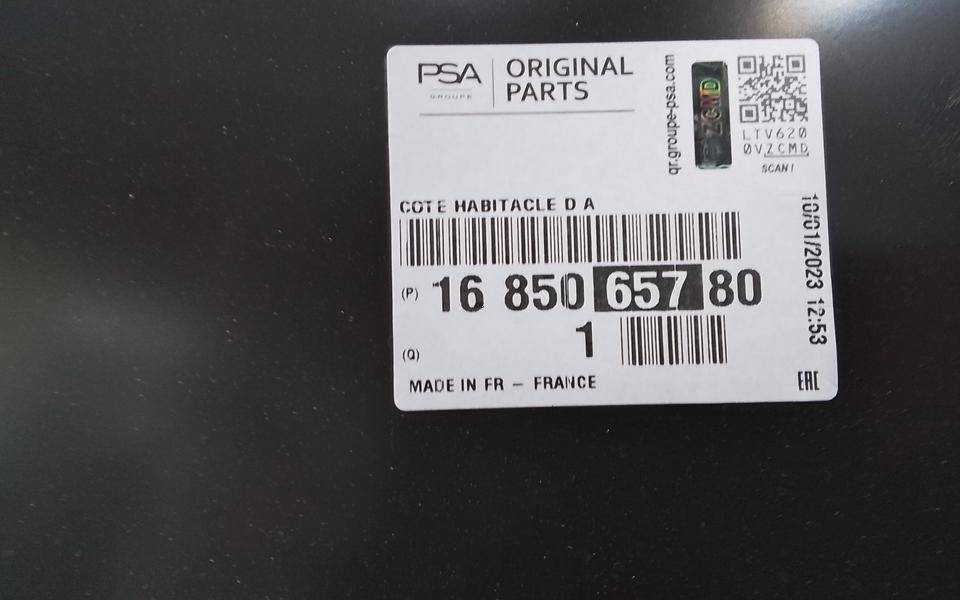 PSA
GROUPE
ORIGINAL
PARTS
qr.groupe-psa.com
ZCMD
LTV620
0VZCMD
SCAN !
COTE HABITACLE D A
(P) 16 850 657 80
(Q) 1
MADE IN FR – FRANCE
10/01/2023 12:53
EAC